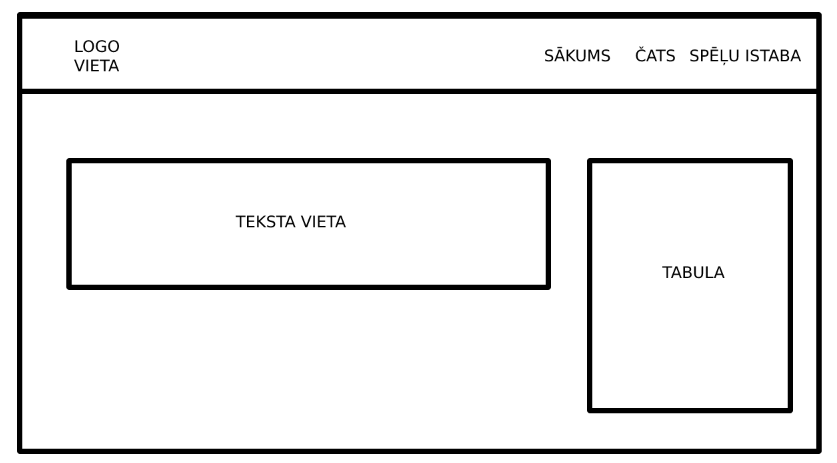 LOGO
VIETA
SĀKUMS ČATS SPĒĻU ISTABA
TEKSTA VIETA
TABULA